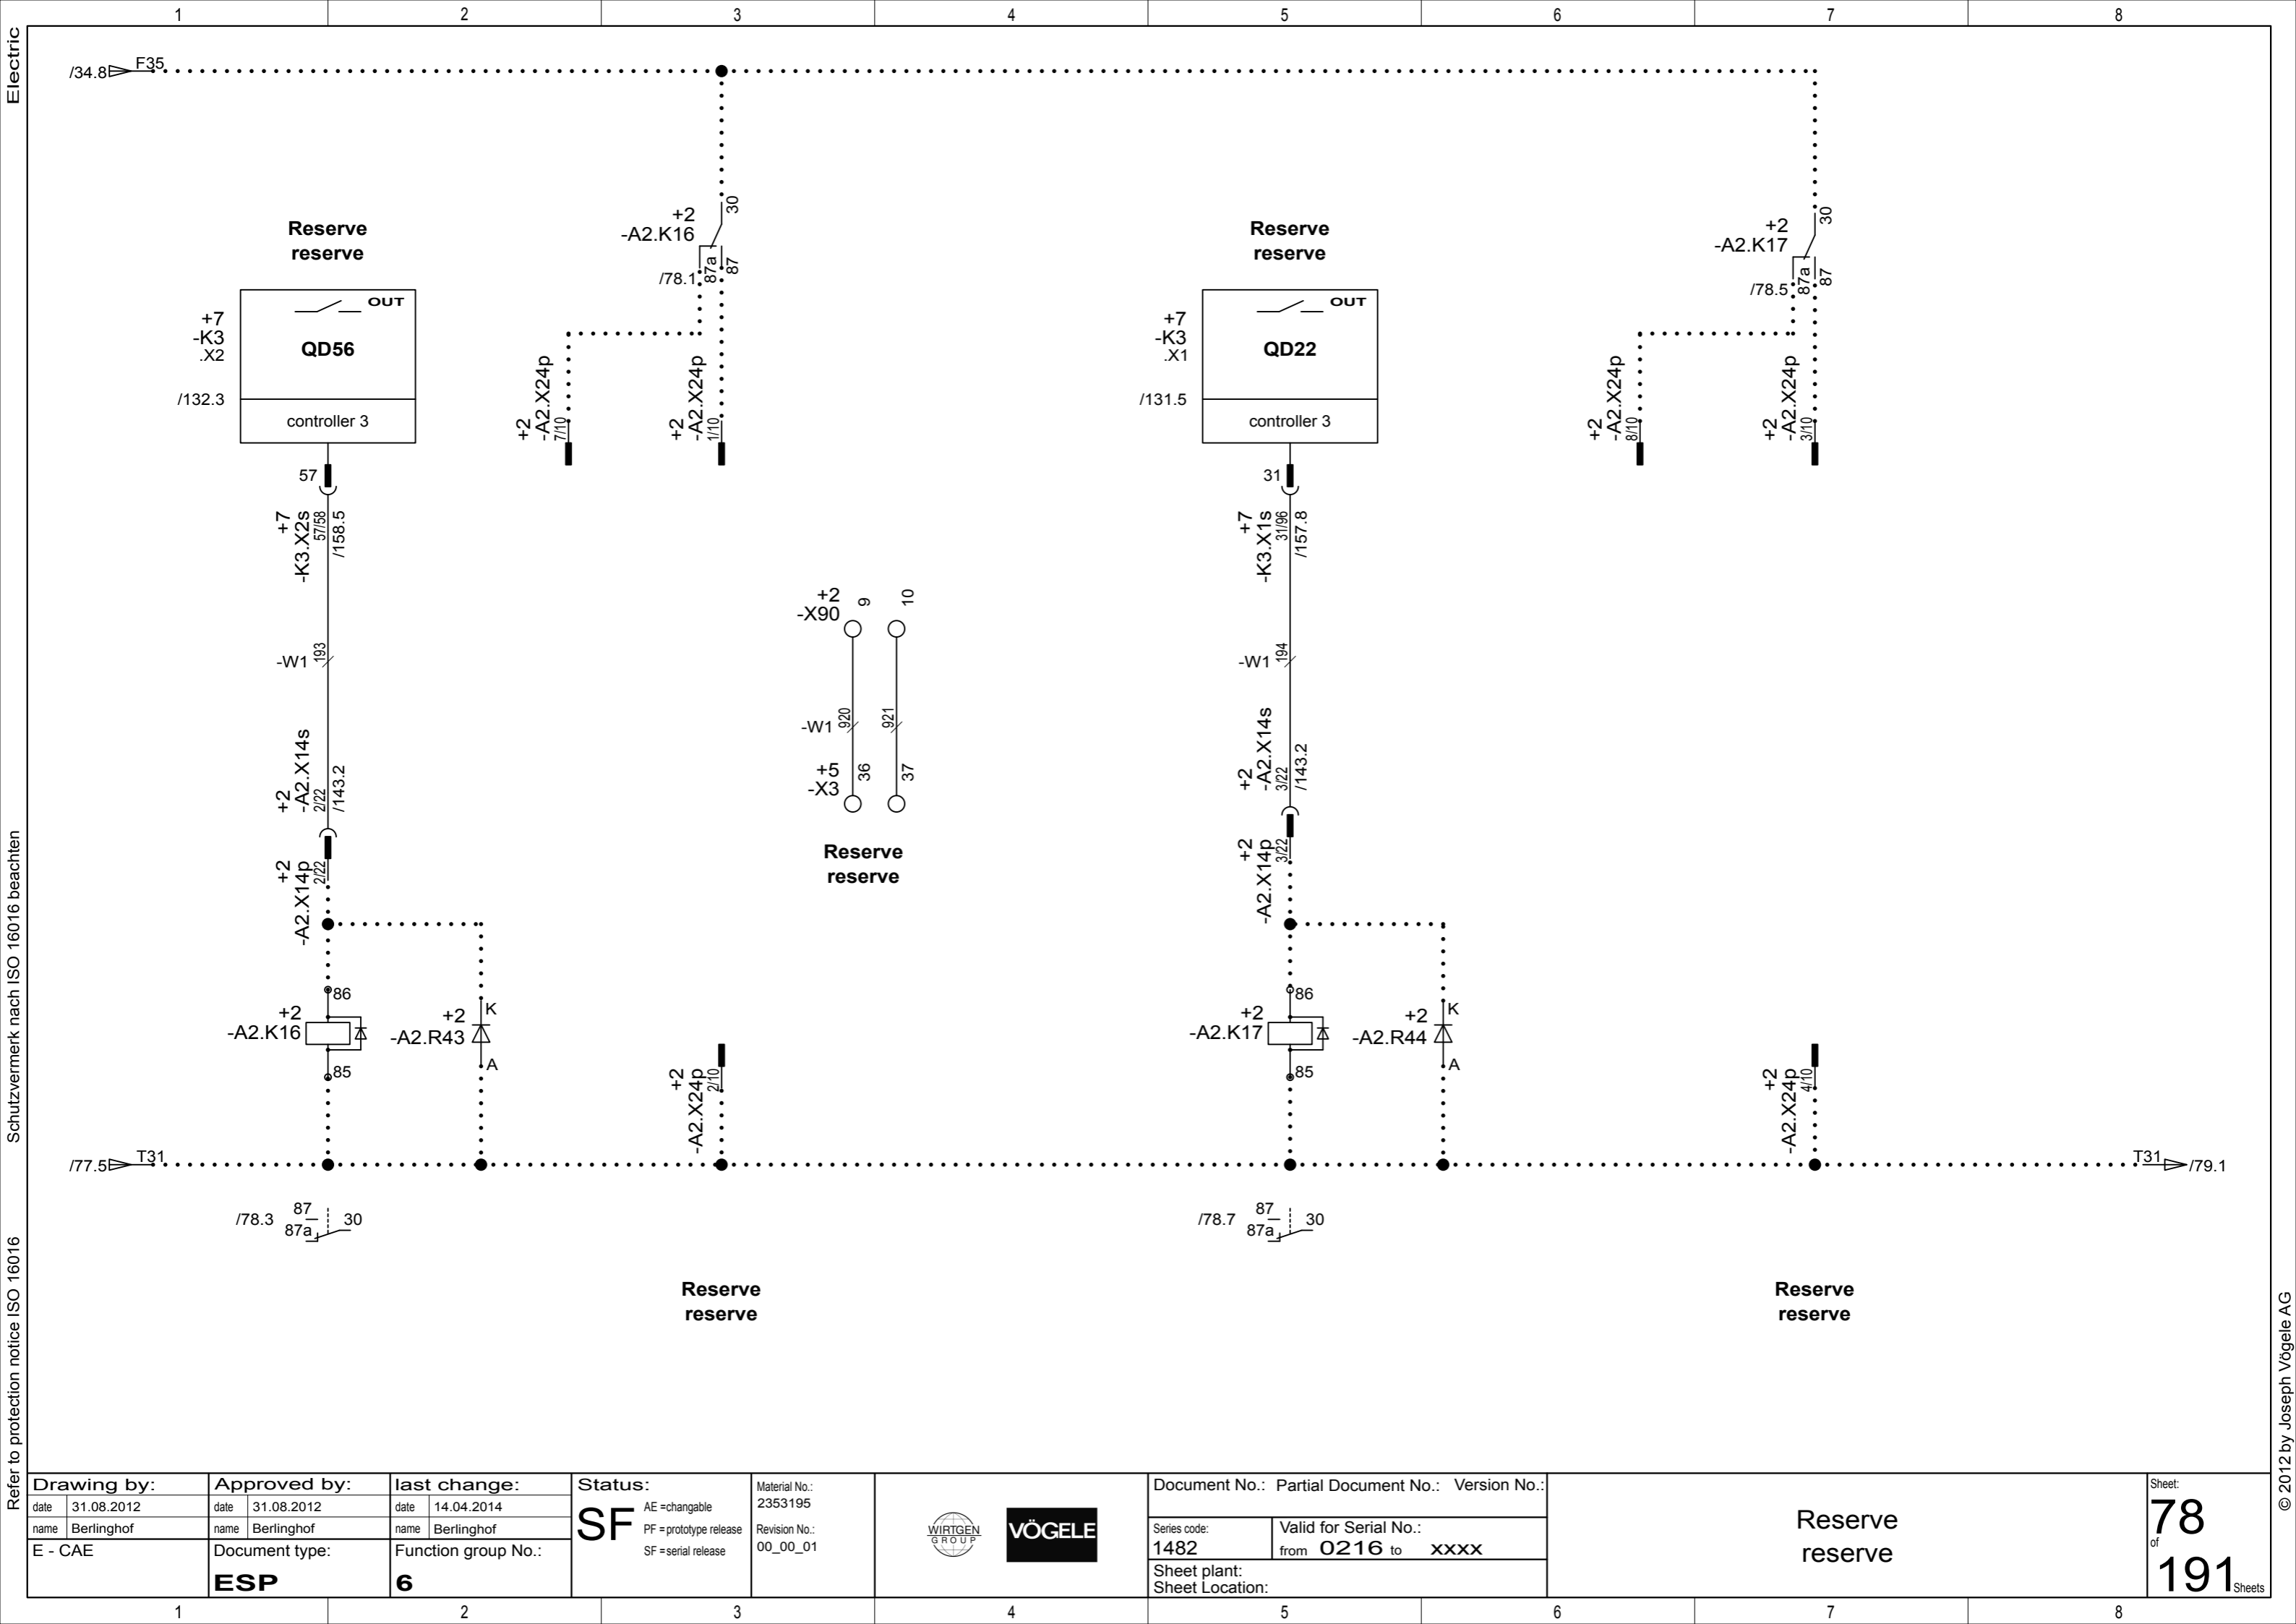 1 2 3 4 5 6 7 8
Electric
/34.8 F35
Reserve
reserve
+7
-K3
.X2
OUT
QD56
/132.3
controller 3
57
+7
-K3.X2s
57/58
/158.5
-W1 193
+2
-A2.X14s
2/22
/143.2
+2
-A2.X14p
2/22
86
+2
-A2.K16
85
+2
-A2.R43
K
A
+2
-A2.K16
30
/78.1
87a
87
+2
-A2.X24p
7/10
+2
-A2.X24p
1/10
+2
-X90
9
10
-W1 920
921
+5
-X3
36
37
Reserve
reserve
+2
-A2.X24p
2/10
Reserve
reserve
+7
-K3
.X1
OUT
QD22
/131.5
controller 3
31
+7
-K3.X1s
31/96
/157.8
-W1 194
+2
-A2.X14s
3/22
/143.2
+2
-A2.X14p
3/22
86
+2
-A2.K17
85
+2
-A2.R44
K
A
+2
-A2.K17
30
/78.5
87a
87
+2
-A2.X24p
8/10
+2
-A2.X24p
3/10
+2
-A2.X24p
4/10
/77.5 T31
T31 /79.1
/78.3 87 30
87a
/78.7 87 30
87a
Reserve
reserve
Reserve
reserve
Schutzvermerk nach ISO 16016 beachten
Refer to protection notice ISO 16016
© 2012 by Joseph Vögele AG
Drawing by:
date 31.08.2012
name Berlinghof
E - CAE
Approved by:
date 31.08.2012
name Berlinghof
Document type:
ESP
last change:
date 14.04.2014
name Berlinghof
Function group No.:
6
Status:
SF
AE =changable
PF =prototype release
SF =serial release
Material No.:
2353195
Revision No.:
00_00_01
WIRTGEN
GROUP
VÖGELE
Document No.: Partial Document No.: Version No.:
Series code:
1482
Valid for Serial No.:
from 0216 to xxxx
Sheet plant:
Sheet Location:
Reserve
reserve
Sheet:
78
of
191 Sheets
1 2 3 4 5 6 7 8